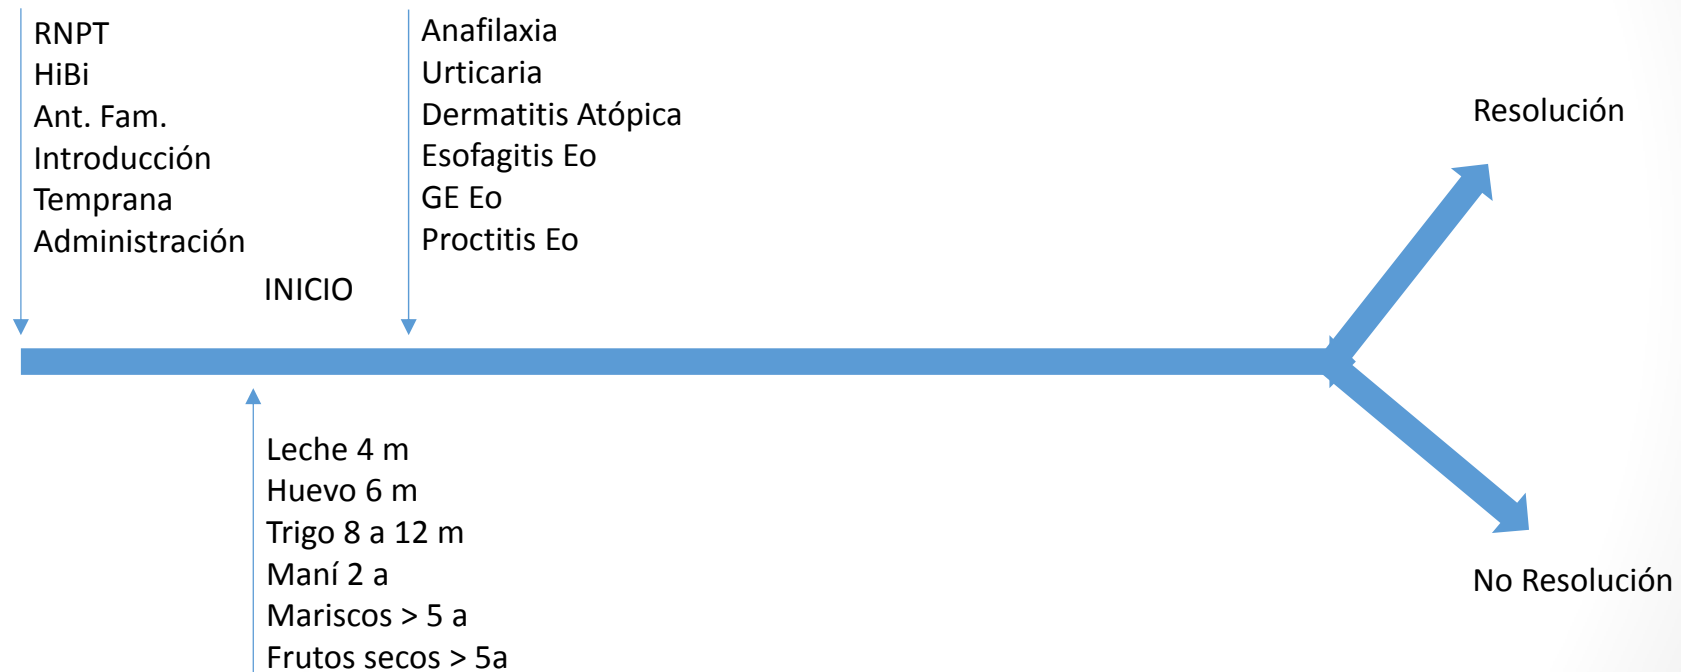 RNPT
HiBi
Ant. Fam.
Introducción
Temprana
Administración
INICIO
Anafilaxia
Urticaria
Dermatitis Atópica
Esofagitis Eo
GE Eo
Proctitis Eo
Leche 4 m
Huevo 6 m
Trigo 8 a 12 m
Maní 2 a
Mariscos > 5 a
Frutos secos > 5a
Resolución
No Resolución